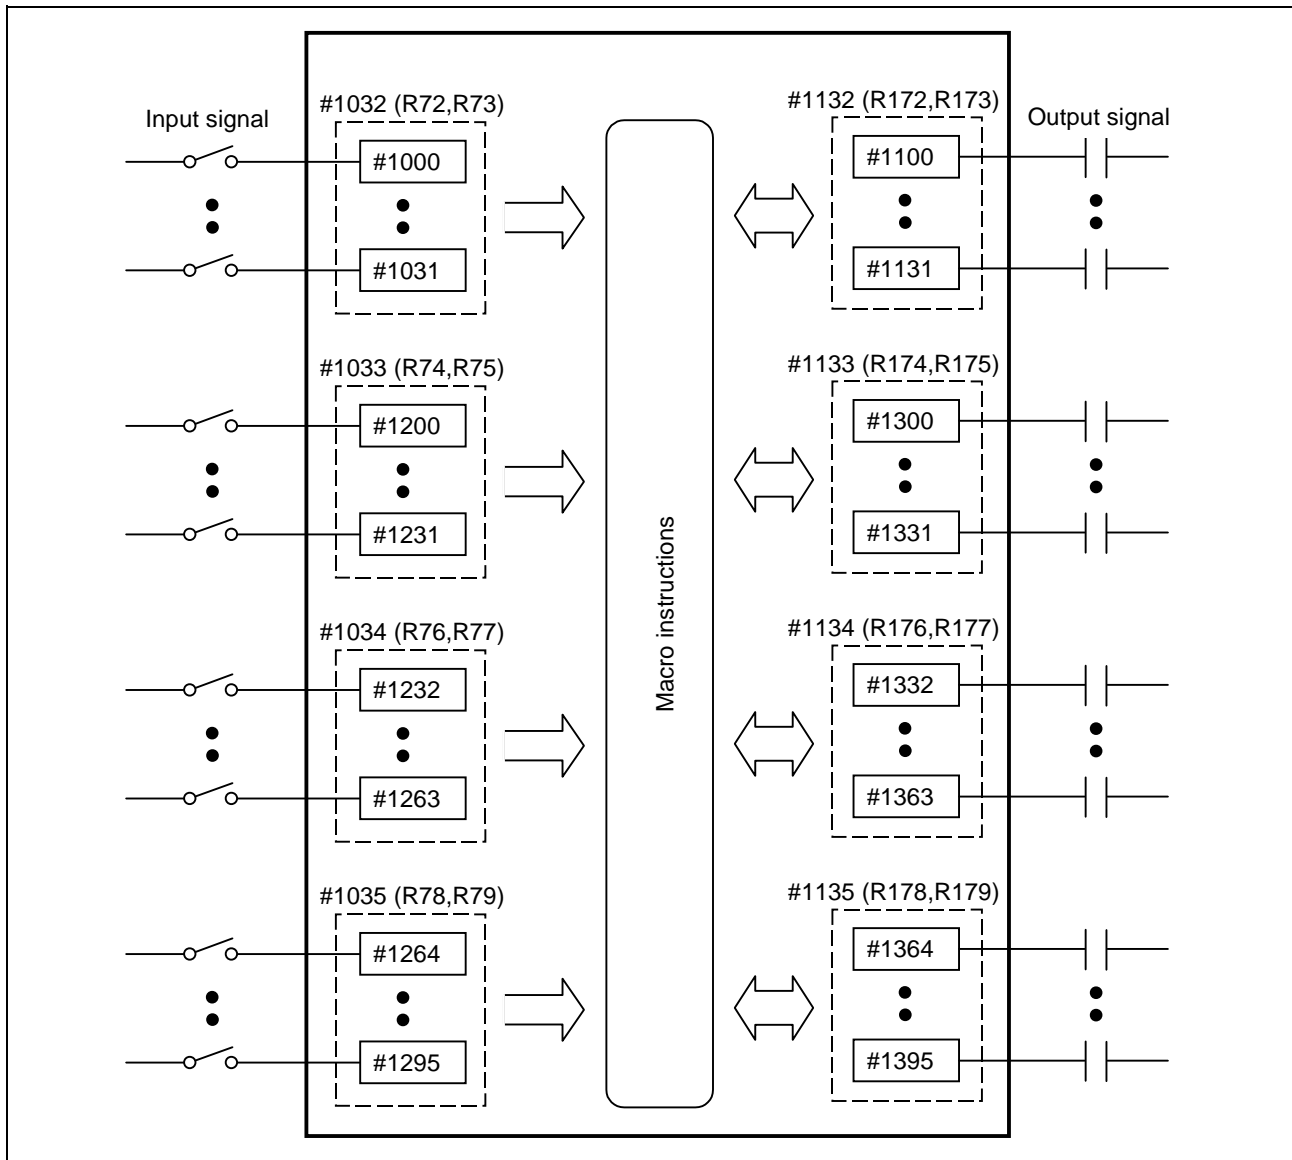 Input signal
#1032 (R72,R73)
#1000
#1031
#1033 (R74,R75)
#1200
#1231
#1034 (R76,R77)
#1232
#1263
#1035 (R78,R79)
#1264
#1295
Macro instructions
#1132 (R172,R173)
Output signal
#1100
#1131
#1133 (R174,R175)
#1300
#1331
#1134 (R176,R177)
#1332
#1363
#1135 (R178,R179)
#1364
#1395